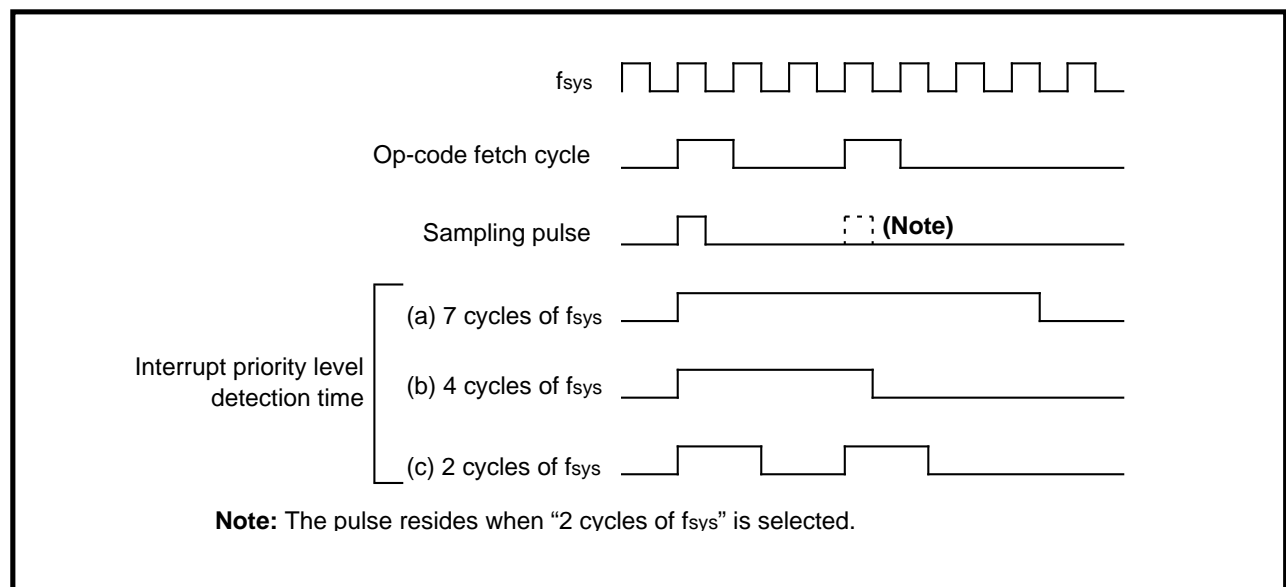 fsys
Op-code fetch cycle
Sampling pulse
(Note)
Interrupt priority level
detection time
(a) 7 cycles of fsys
(b) 4 cycles of fsys
(c) 2 cycles of fsys
Note: The pulse resides when “2 cycles of fsys” is selected.